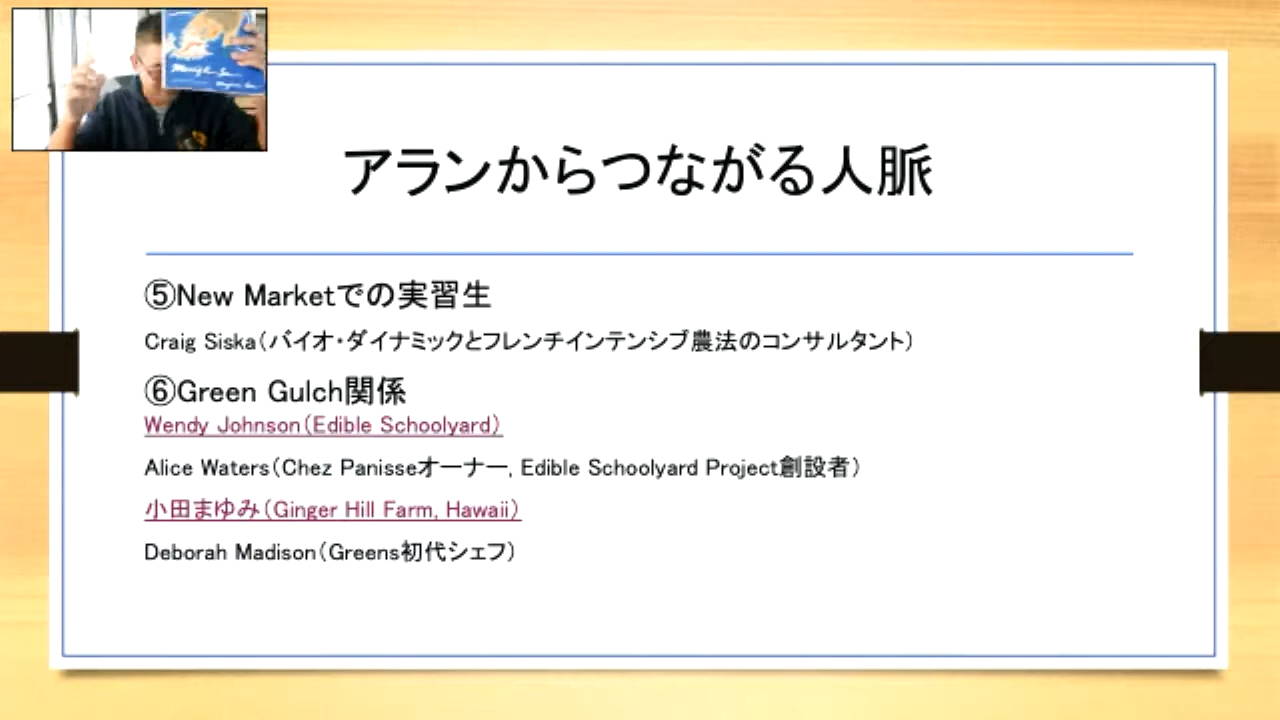 アランからつながる人脈
⑤New Marketでの実習生
Craig Siska（バイオ・ダイナミックとフレンチインテンシブ農法のコンサルタント）
⑥Green Gulch関係
Wendy Johnson（Edible Schoolyard）
Alice Waters（Chez Panisseオーナー, Edible Schoolyard Project創設者）
小田まゆみ（Ginger Hill Farm, Hawaii）
Deborah Madison（Greens初代シェフ）